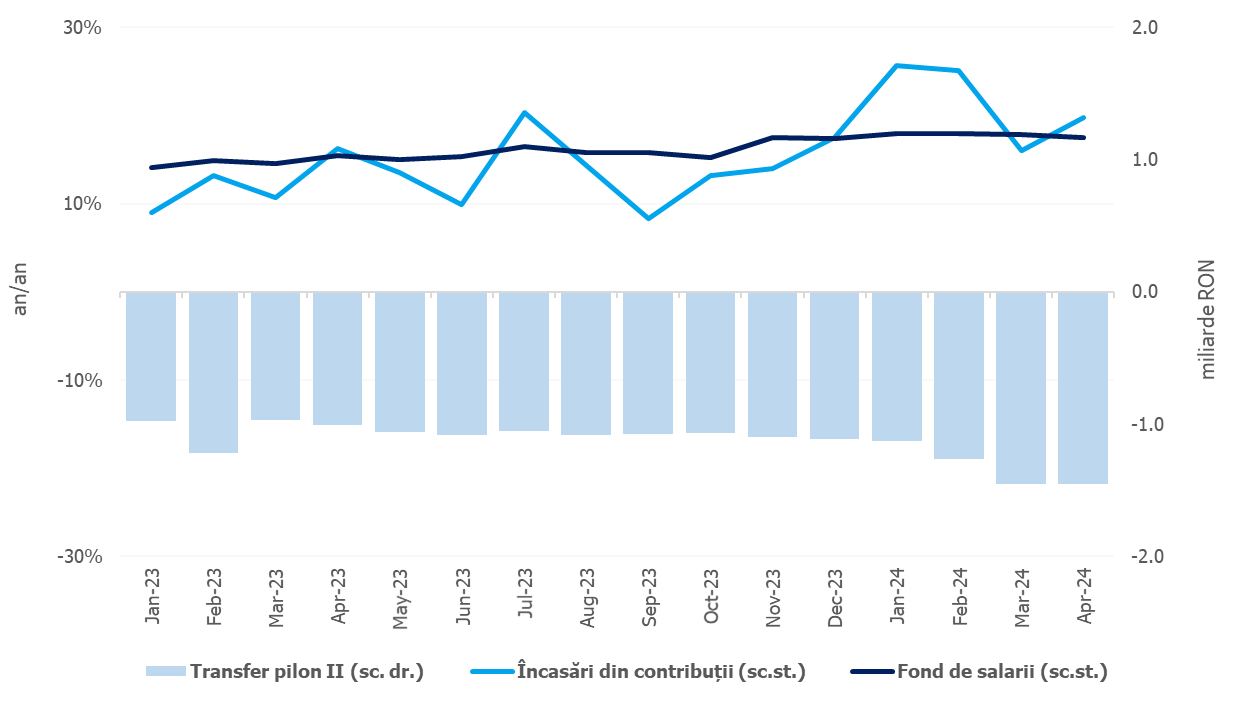 30%
10%
-10%
-30%
an/an
2.0
1.0
0.0
-1.0
-2.0
miliarde RON
Jan-23
Feb-23
Mar-23
Apr-23
May-23
Jun-23
Jul-23
Aug-23
Sep-23
Oct-23
Nov-23
Dec-23
Jan-24
Feb-24
Mar-24
Apr-24
Transfer pilon II (sc. dr.)
Încasări din contribuții (sc.st.)
Fond de salarii (sc.st.)